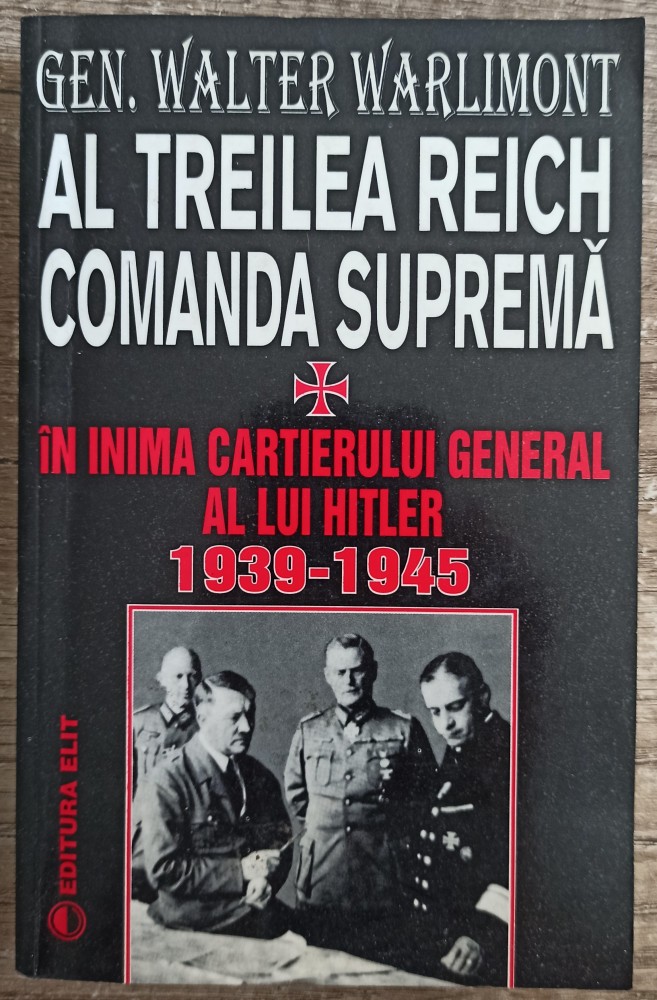 GEN. WALTER WARLIMONT
AL TREILEA REICH
COMANDA SUPREMĂ
ÎN INIMA CARTIERULUI GENERAL
AL LUI HITLER
1939-1945
EDITURA ELIT